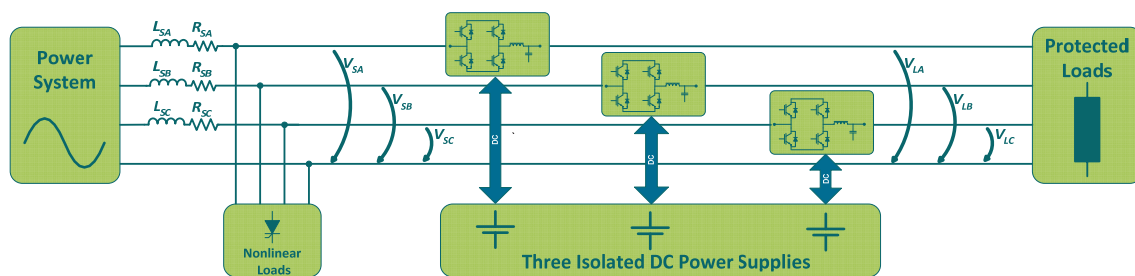 Power
System
L_SA R_SA
L_SB R_SB
L_SC R_SC
V_SA
V_SB
V_SC
DC
DC
DC
V_LA
V_LB
V_LC
Protected
Loads
Nonlinear
Loads
Three Isolated DC Power Supplies